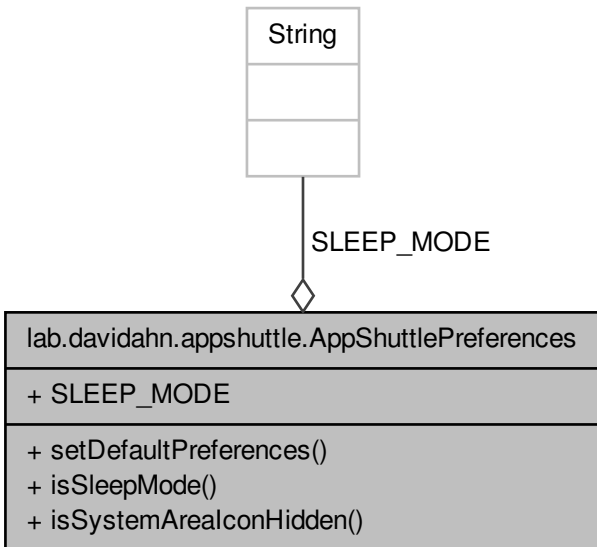 String
SLEEP_MODE
lab.davidahn.appshuttle.AppShuttlePreferences
+ SLEEP_MODE
+ setDefaultPreferences()
+ isSleepMode()
+ isSystemAreaIconHidden()